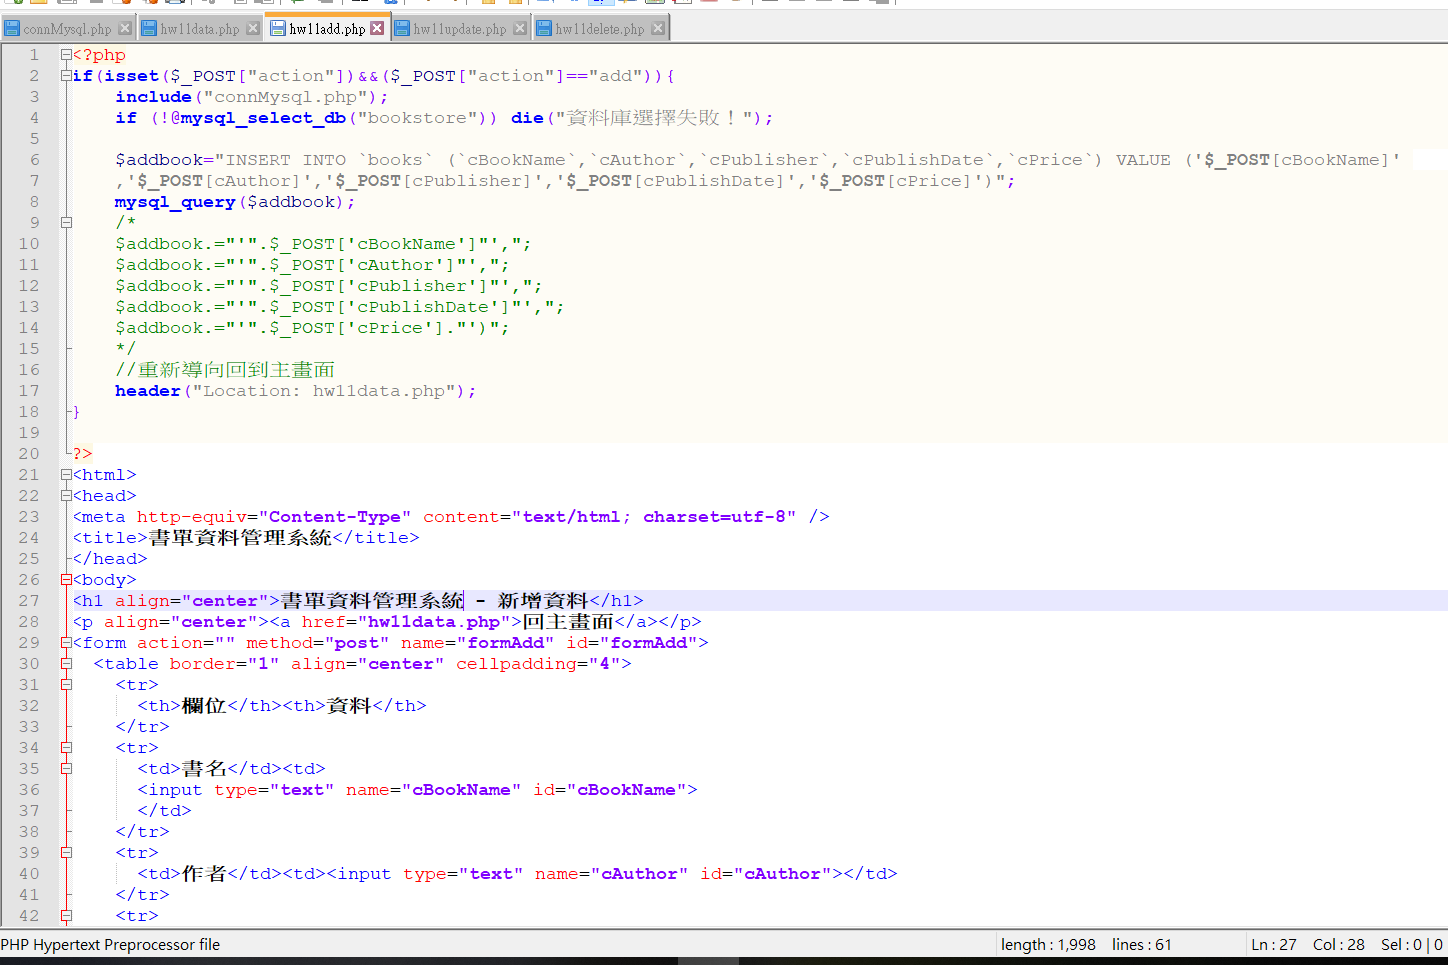 connMysql.php hw11data.php hw11add.php hw11update.php hw11delete.php
1 <?php
2 if(isset($_POST["action"])&&($_POST["action"]=="add")){
3 include("connMysql.php");
4 if (!@mysql_select_db("bookstore")) die("資料庫選擇失敗！");
5
6 $addbook="INSERT INTO `books` (`cBookName`,`cAuthor`,`cPublisher`,`cPublishDate`,`cPrice`) VALUE ('$_POST[cBookName]'
7 ,'$_POST[cAuthor]','$_POST[cPublisher]','$_POST[cPublishDate]','$_POST[cPrice]')";
8 mysql_query($addbook);
9 /*
10 $addbook.="'".$_POST['cBookName']"',";
11 $addbook.="'".$_POST['cAuthor']"',";
12 $addbook.="'".$_POST['cPublisher']"',";
13 $addbook.="'".$_POST['cPublishDate']"',";
14 $addbook.="'".$_POST['cPrice']."')";
15 */
16 //重新導向回到主畫面
17 header("Location: hw11data.php");
18 }
19
20 ?>
21 <html>
22 <head>
23 <meta http-equiv="Content-Type" content="text/html; charset=utf-8" />
24 <title>書單資料管理系統</title>
25 </head>
26 <body>
27 <h1 align="center">書單資料管理系統 - 新增資料</h1>
28 <p align="center"><a href="hw11data.php">回主畫面</a></p>
29 <form action="" method="post" name="formAdd" id="formAdd">
30 <table border="1" align="center" cellpadding="4">
31 <tr>
32 <th>欄位</th><th>資料</th>
33 </tr>
34 <tr>
35 <td>書名</td><td>
36 <input type="text" name="cBookName" id="cBookName">
37 </td>
38 </tr>
39 <tr>
40 <td>作者</td><td><input type="text" name="cAuthor" id="cAuthor"></td>
41 </tr>
42 <tr>
PHP Hypertext Preprocessor file length : 1,998 lines : 61 Ln : 27 Col : 28 Sel : 0 | 0